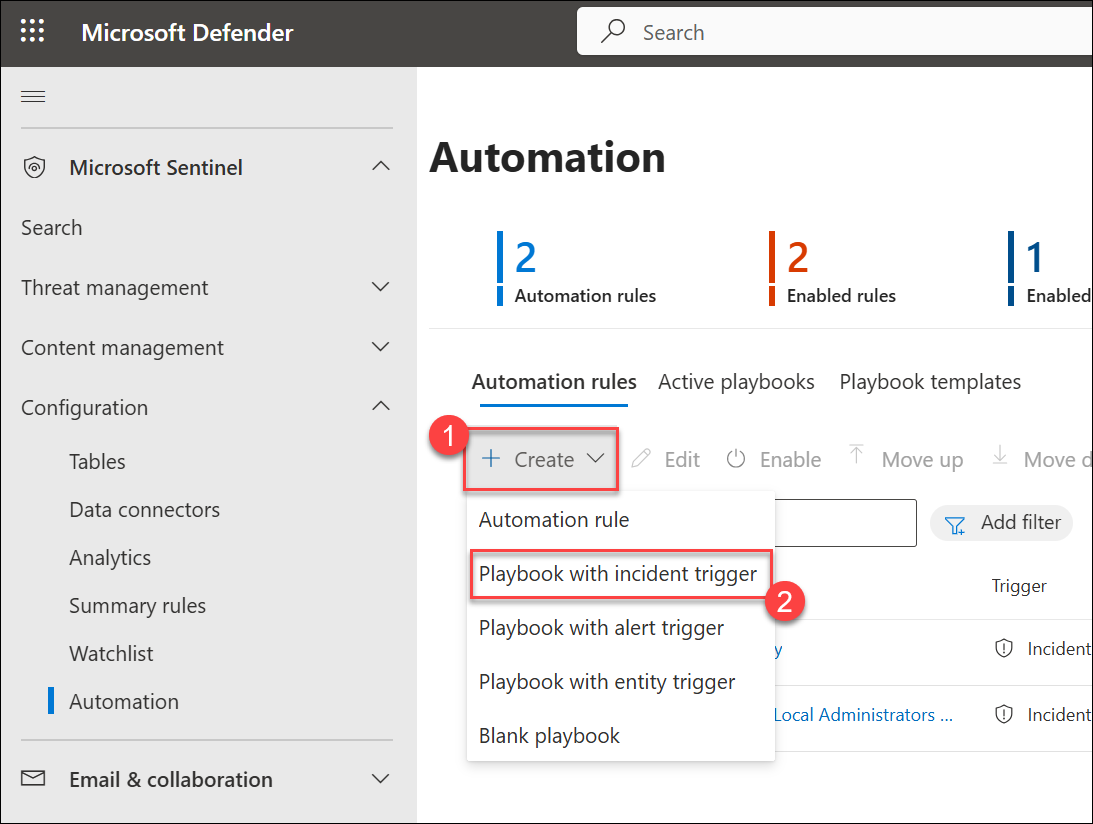 Microsoft Defender
Search
Microsoft Sentinel
Search
Threat management
Content management
Configuration
Tables
Data connectors
Analytics
Summary rules
Watchlist
Automation
Email & collaboration
Automation
2
Automation rules
2
Enabled rules
1
Enabled
Automation rules Active playbooks Playbook templates
1
+ Create Edit Enable Move up Move d
Automation rule
Add filter
Playbook with incident trigger
2
Trigger
Playbook with alert trigger
y Incident
Playbook with entity trigger
Local Administrators ... Incident
Blank playbook